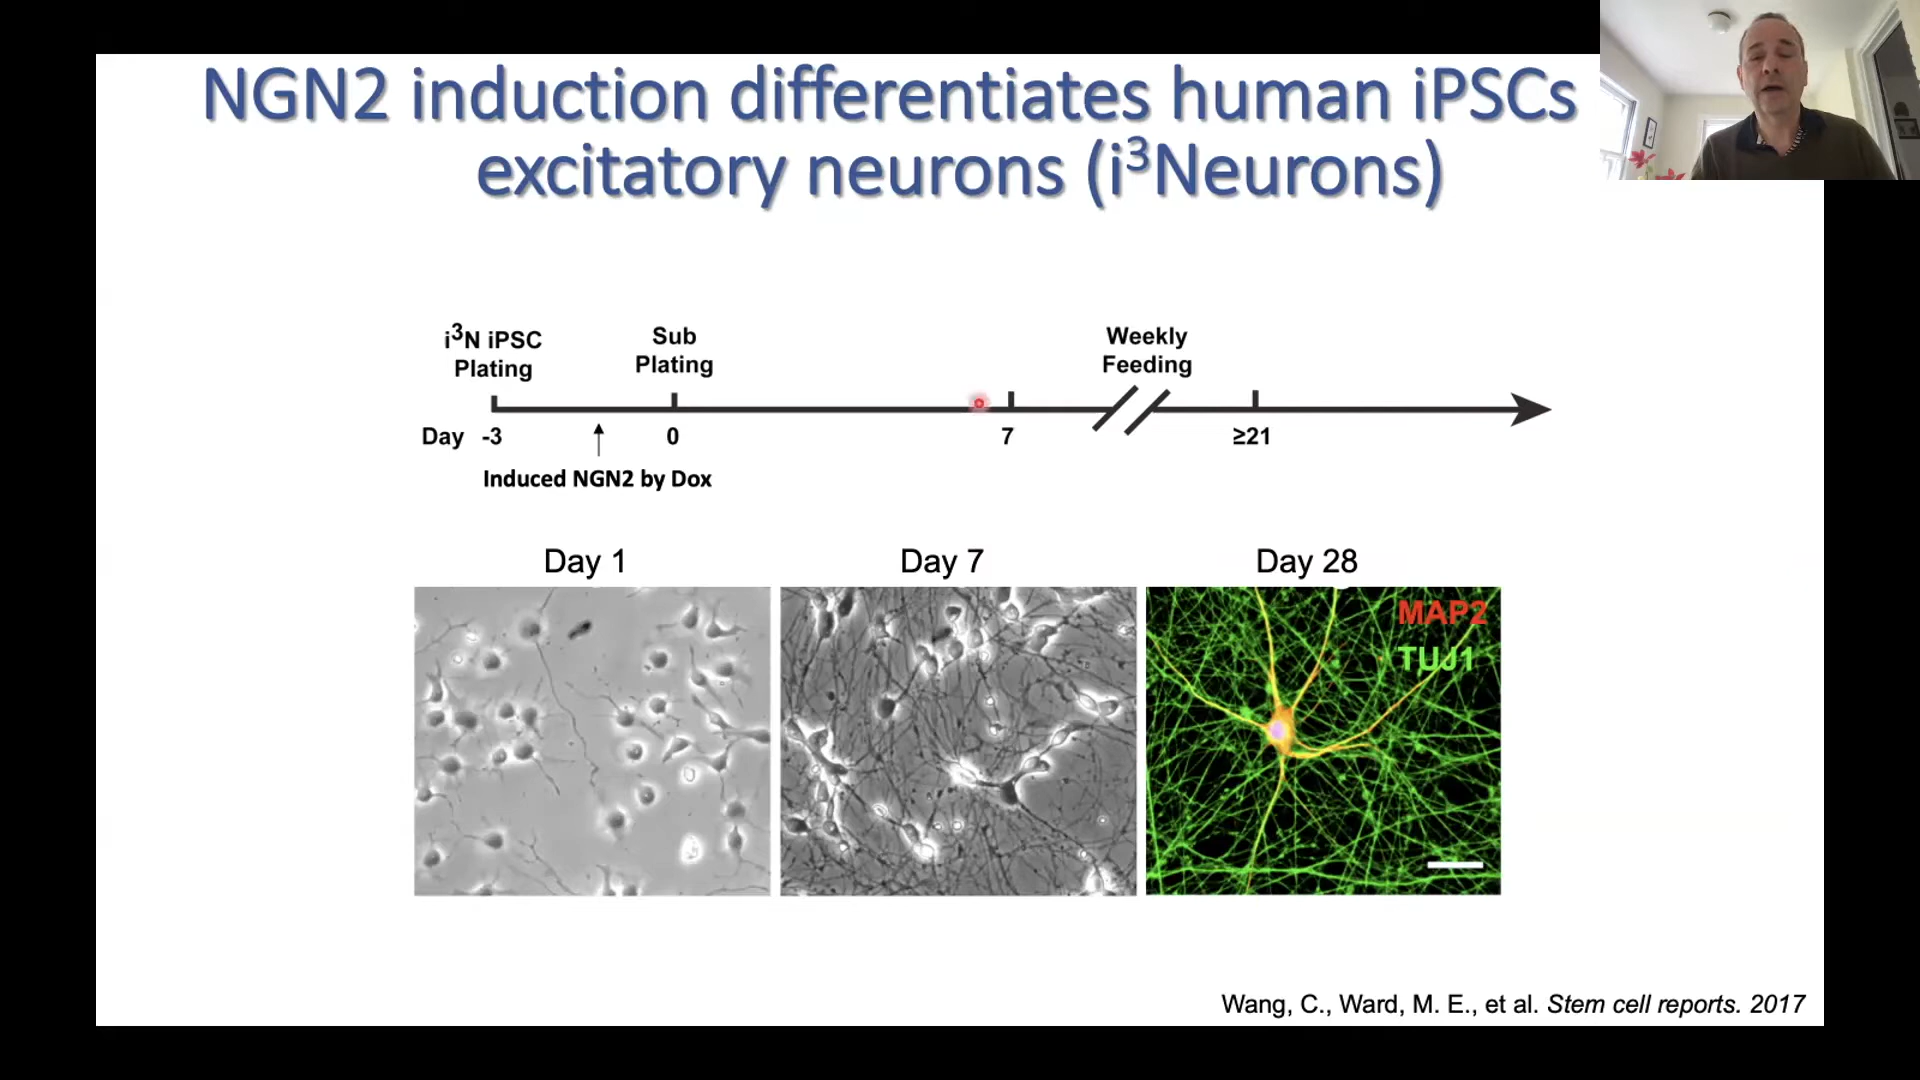 NGN2 induction differentiates human iPSCs
excitatory neurons (i³Neurons)
i³N iPSC
Plating
Sub
Plating
Weekly
Feeding
Day -3 0 7 ≥21
Induced NGN2 by Dox
Day 1
Day 7
Day 28
MAP2
TUJ1
Wang, C., Ward, M. E., et al. Stem cell reports. 2017